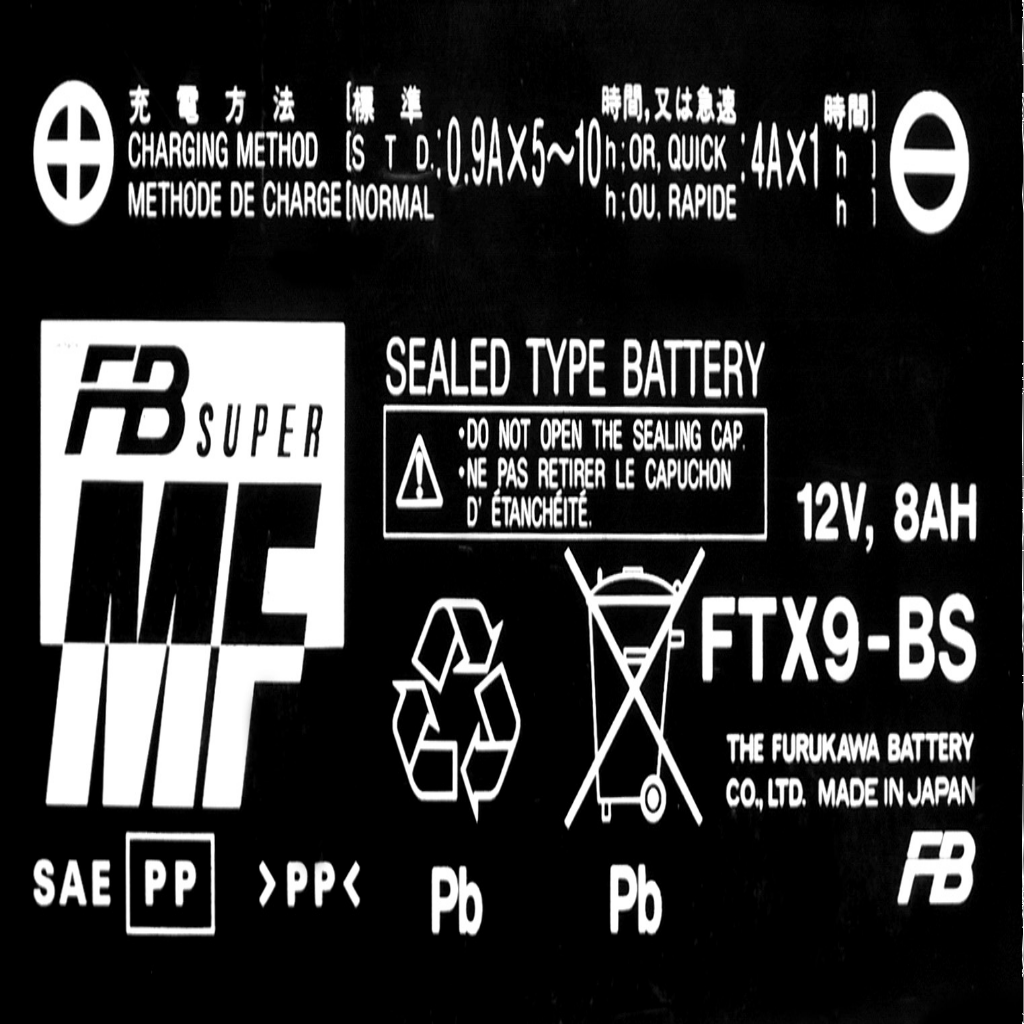 充電方法 [標 準 時間,又は急速 時間]
CHARGING METHOD [S T D. :0.9A×5~10 h;OR, QUICK :4A×1 h ]
METHODE DE CHARGE [NORMAL h;OU, RAPIDE h ]
FB SUPER
MF
SEALED TYPE BATTERY
•DO NOT OPEN THE SEALING CAP.
•NE PAS RETIRER LE CAPUCHON
D' ÉTANCHÉITÉ.
12V, 8AH
FTX9-BS
THE FURUKAWA BATTERY
CO., LTD. MADE IN JAPAN
FB
SAE PP >PP<
Pb Pb